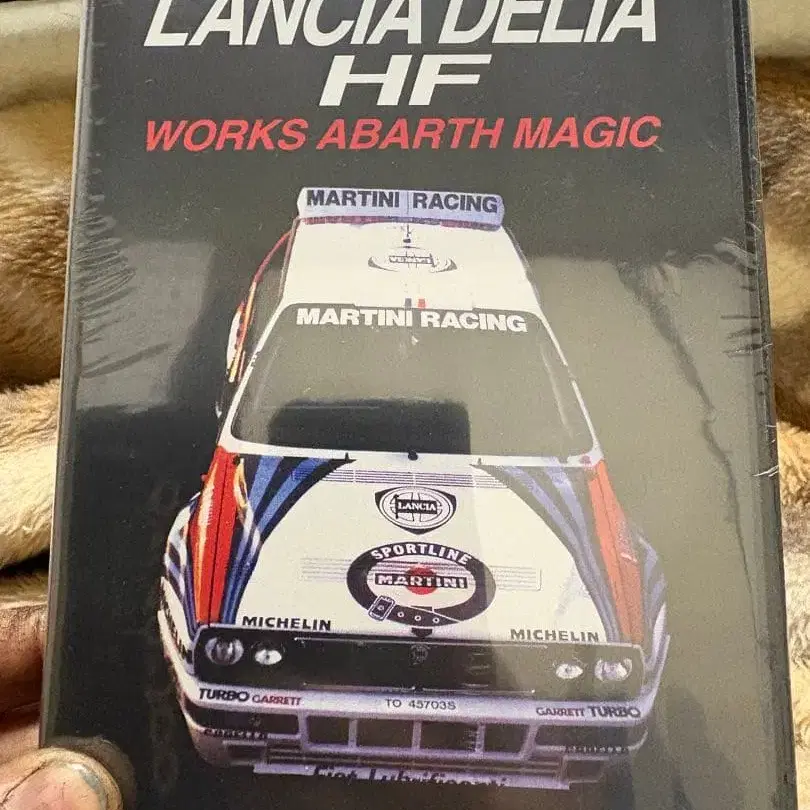 LANCIA DELTA
HF
WORKS ABARTH MAGIC
MARTINI RACING
MARTINI RACING
LANCIA
SPORTLINE
MARTINI
MICHELIN
MICHELIN
TURBO GARRETT
TO 45703S
GARRETT TURBO